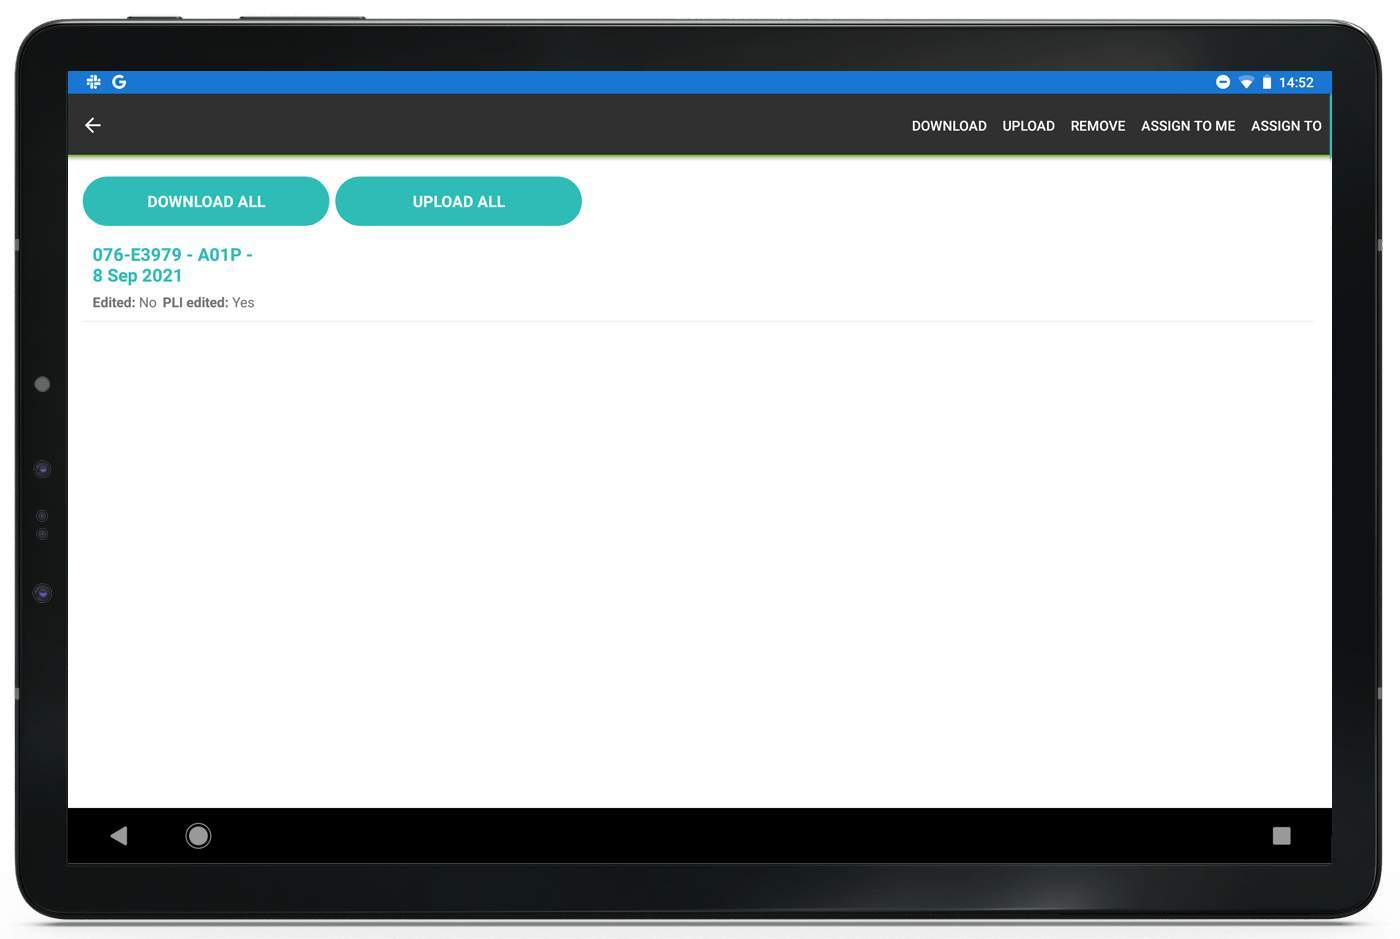 14:52
DOWNLOAD UPLOAD REMOVE ASSIGN TO ME ASSIGN TO
DOWNLOAD ALL UPLOAD ALL
076-E3979 - A01P -
8 Sep 2021
Edited: No PLI edited: Yes